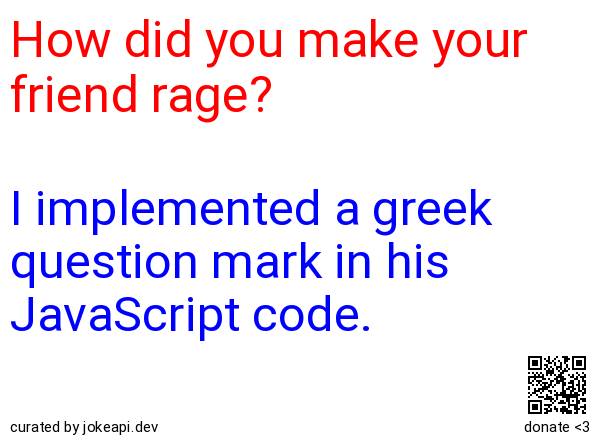 How did you make your
friend rage?
I implemented a greek
question mark in his
JavaScript code.
curated by jokeapi.dev
donate <3